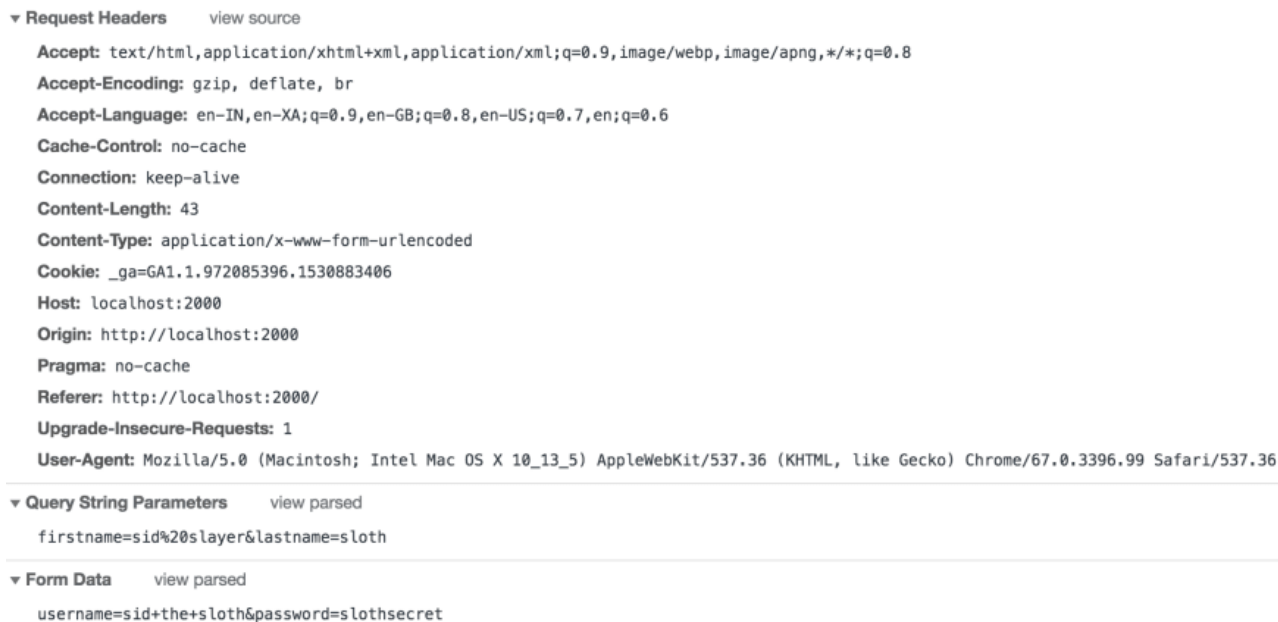 ▼ Request Headers view source
Accept: text/html,application/xhtml+xml,application/xml;q=0.9,image/webp,image/apng,*/*;q=0.8
Accept-Encoding: gzip, deflate, br
Accept-Language: en-IN,en-XA;q=0.9,en-GB;q=0.8,en-US;q=0.7,en;q=0.6
Cache-Control: no-cache
Connection: keep-alive
Content-Length: 43
Content-Type: application/x-www-form-urlencoded
Cookie: _ga=GA1.1.972085396.1530883406
Host: localhost:2000
Origin: http://localhost:2000
Pragma: no-cache
Referer: http://localhost:2000/
Upgrade-Insecure-Requests: 1
User-Agent: Mozilla/5.0 (Macintosh; Intel Mac OS X 10_13_5) AppleWebKit/537.36 (KHTML, like Gecko) Chrome/67.0.3396.99 Safari/537.36
▼ Query String Parameters view parsed
firstname=sid%20slayer&lastname=sloth
▼ Form Data view parsed
username=sid+the+sloth&password=slothsecret